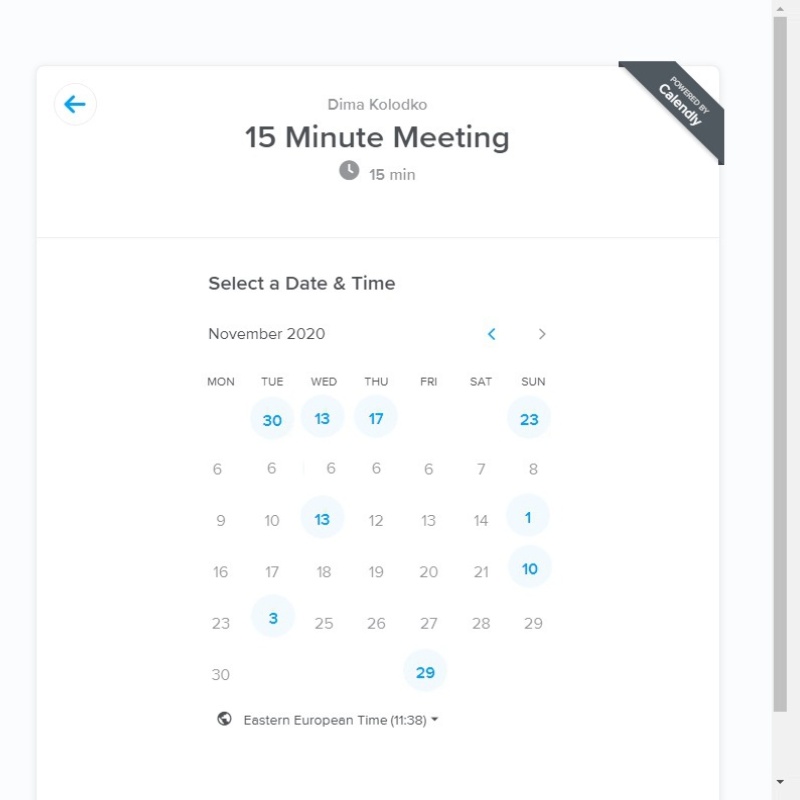 POWERED BY
Calendly
Dima Kolodko
15 Minute Meeting
15 min
Select a Date & Time
November 2020
MON TUE WED THU FRI SAT SUN
30 13 17 23
6 6 6 6 6 7 8
9 10 13 12 13 14 1
16 17 18 19 20 21 10
23 3 25 26 27 28 29
30 29
Eastern European Time (11:38)